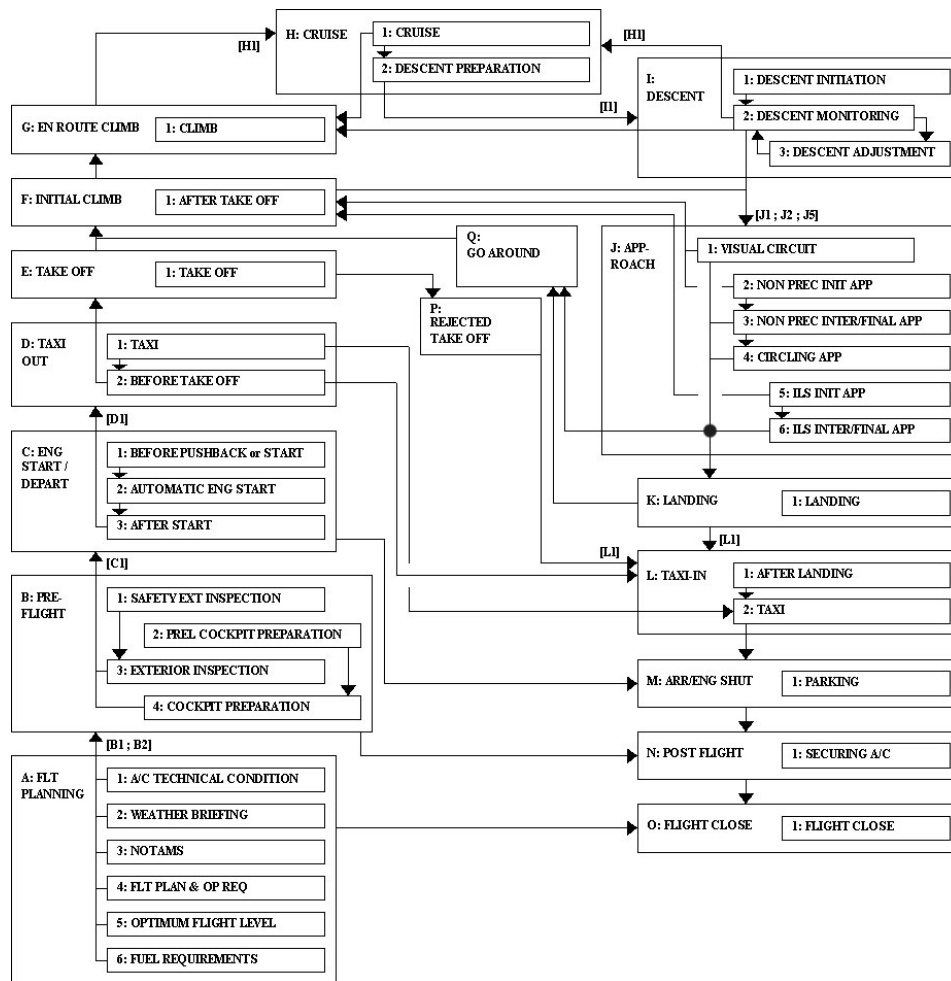 H: CRUISE
1: CRUISE
2: DESCENT PREPARATION
[H1]
[H1]
I:
DESCENT
1: DESCENT INITIATION
2: DESCENT MONITORING
3: DESCENT ADJUSTMENT
[I1]
G: EN ROUTE CLIMB
1: CLIMB
F: INITIAL CLIMB
1: AFTER TAKE OFF
[J1 ; J2 ; J5]
Q:
GO AROUND
J: APP-
ROACH
1: VISUAL CIRCUIT
2: NON PREC INIT APP
3: NON PREC INTER/FINAL APP
4: CIRCLING APP
5: ILS INIT APP
6: ILS INTER/FINAL APP
E: TAKE OFF
1: TAKE OFF
P:
REJECTED
TAKE OFF
D: TAXI
OUT
1: TAXI
2: BEFORE TAKE OFF
[D1]
C: ENG
START /
DEPART
1: BEFORE PUSHBACK or START
2: AUTOMATIC ENG START
3: AFTER START
K: LANDING
1: LANDING
[L1]
[L1]
[C1]
L: TAXI-IN
1: AFTER LANDING
2: TAXI
B: PRE-
FLIGHT
1: SAFETY EXT INSPECTION
2: PREL COCKPIT PREPARATION
3: EXTERIOR INSPECTION
4: COCKPIT PREPARATION
M: ARR/ENG SHUT
1: PARKING
[B1 ; B2]
N: POST FLIGHT
1: SECURING A/C
A: FLT
PLANNING
1: A/C TECHNICAL CONDITION
2: WEATHER BRIEFING
3: NOTAMS
4: FLT PLAN & OP REQ
5: OPTIMUM FLIGHT LEVEL
6: FUEL REQUIREMENTS
O: FLIGHT CLOSE
1: FLIGHT CLOSE